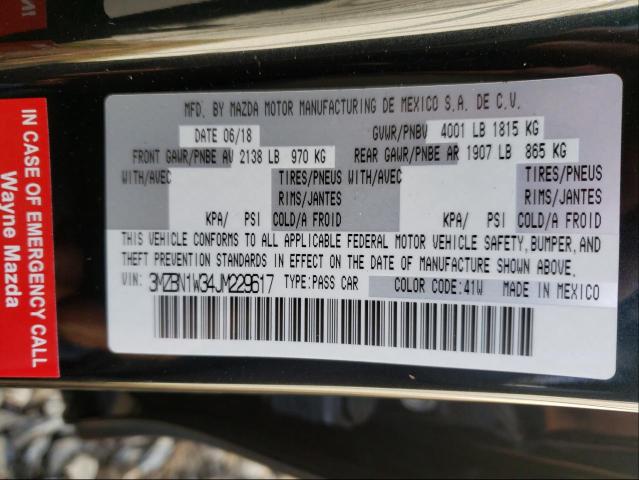 MFD. BY MAZDA MOTOR MANUFACTURING DE MEXICO S.A. DE C.V.
DATE 06/18 GVWR/PNBV 4001 LB 1815 KG
FRONT GAWR/PNBE AV 2138 LB 970 KG REAR GAWR/PNBE AR 1907 LB 865 KG
WITH/AVEC TIRES/PNEUS WITH/AVEC TIRES/PNEUS
RIMS/JANTES RIMS/JANTES
KPA/ PSI COLD/A FROID KPA/ PSI COLD/A FROID
THIS VEHICLE CONFORMS TO ALL APPLICABLE FEDERAL MOTOR VEHICLE SAFETY, BUMPER, AND
THEFT PREVENTION STANDARDS IN EFFECT ON THE DATE OF MANUFACTURE SHOWN ABOVE.
VIN: 3MZBN1W34JM229617 TYPE:PASS CAR COLOR CODE:41W MADE IN MEXICO
IN CASE OF EMERGENCY CALL
Wayne Mazda